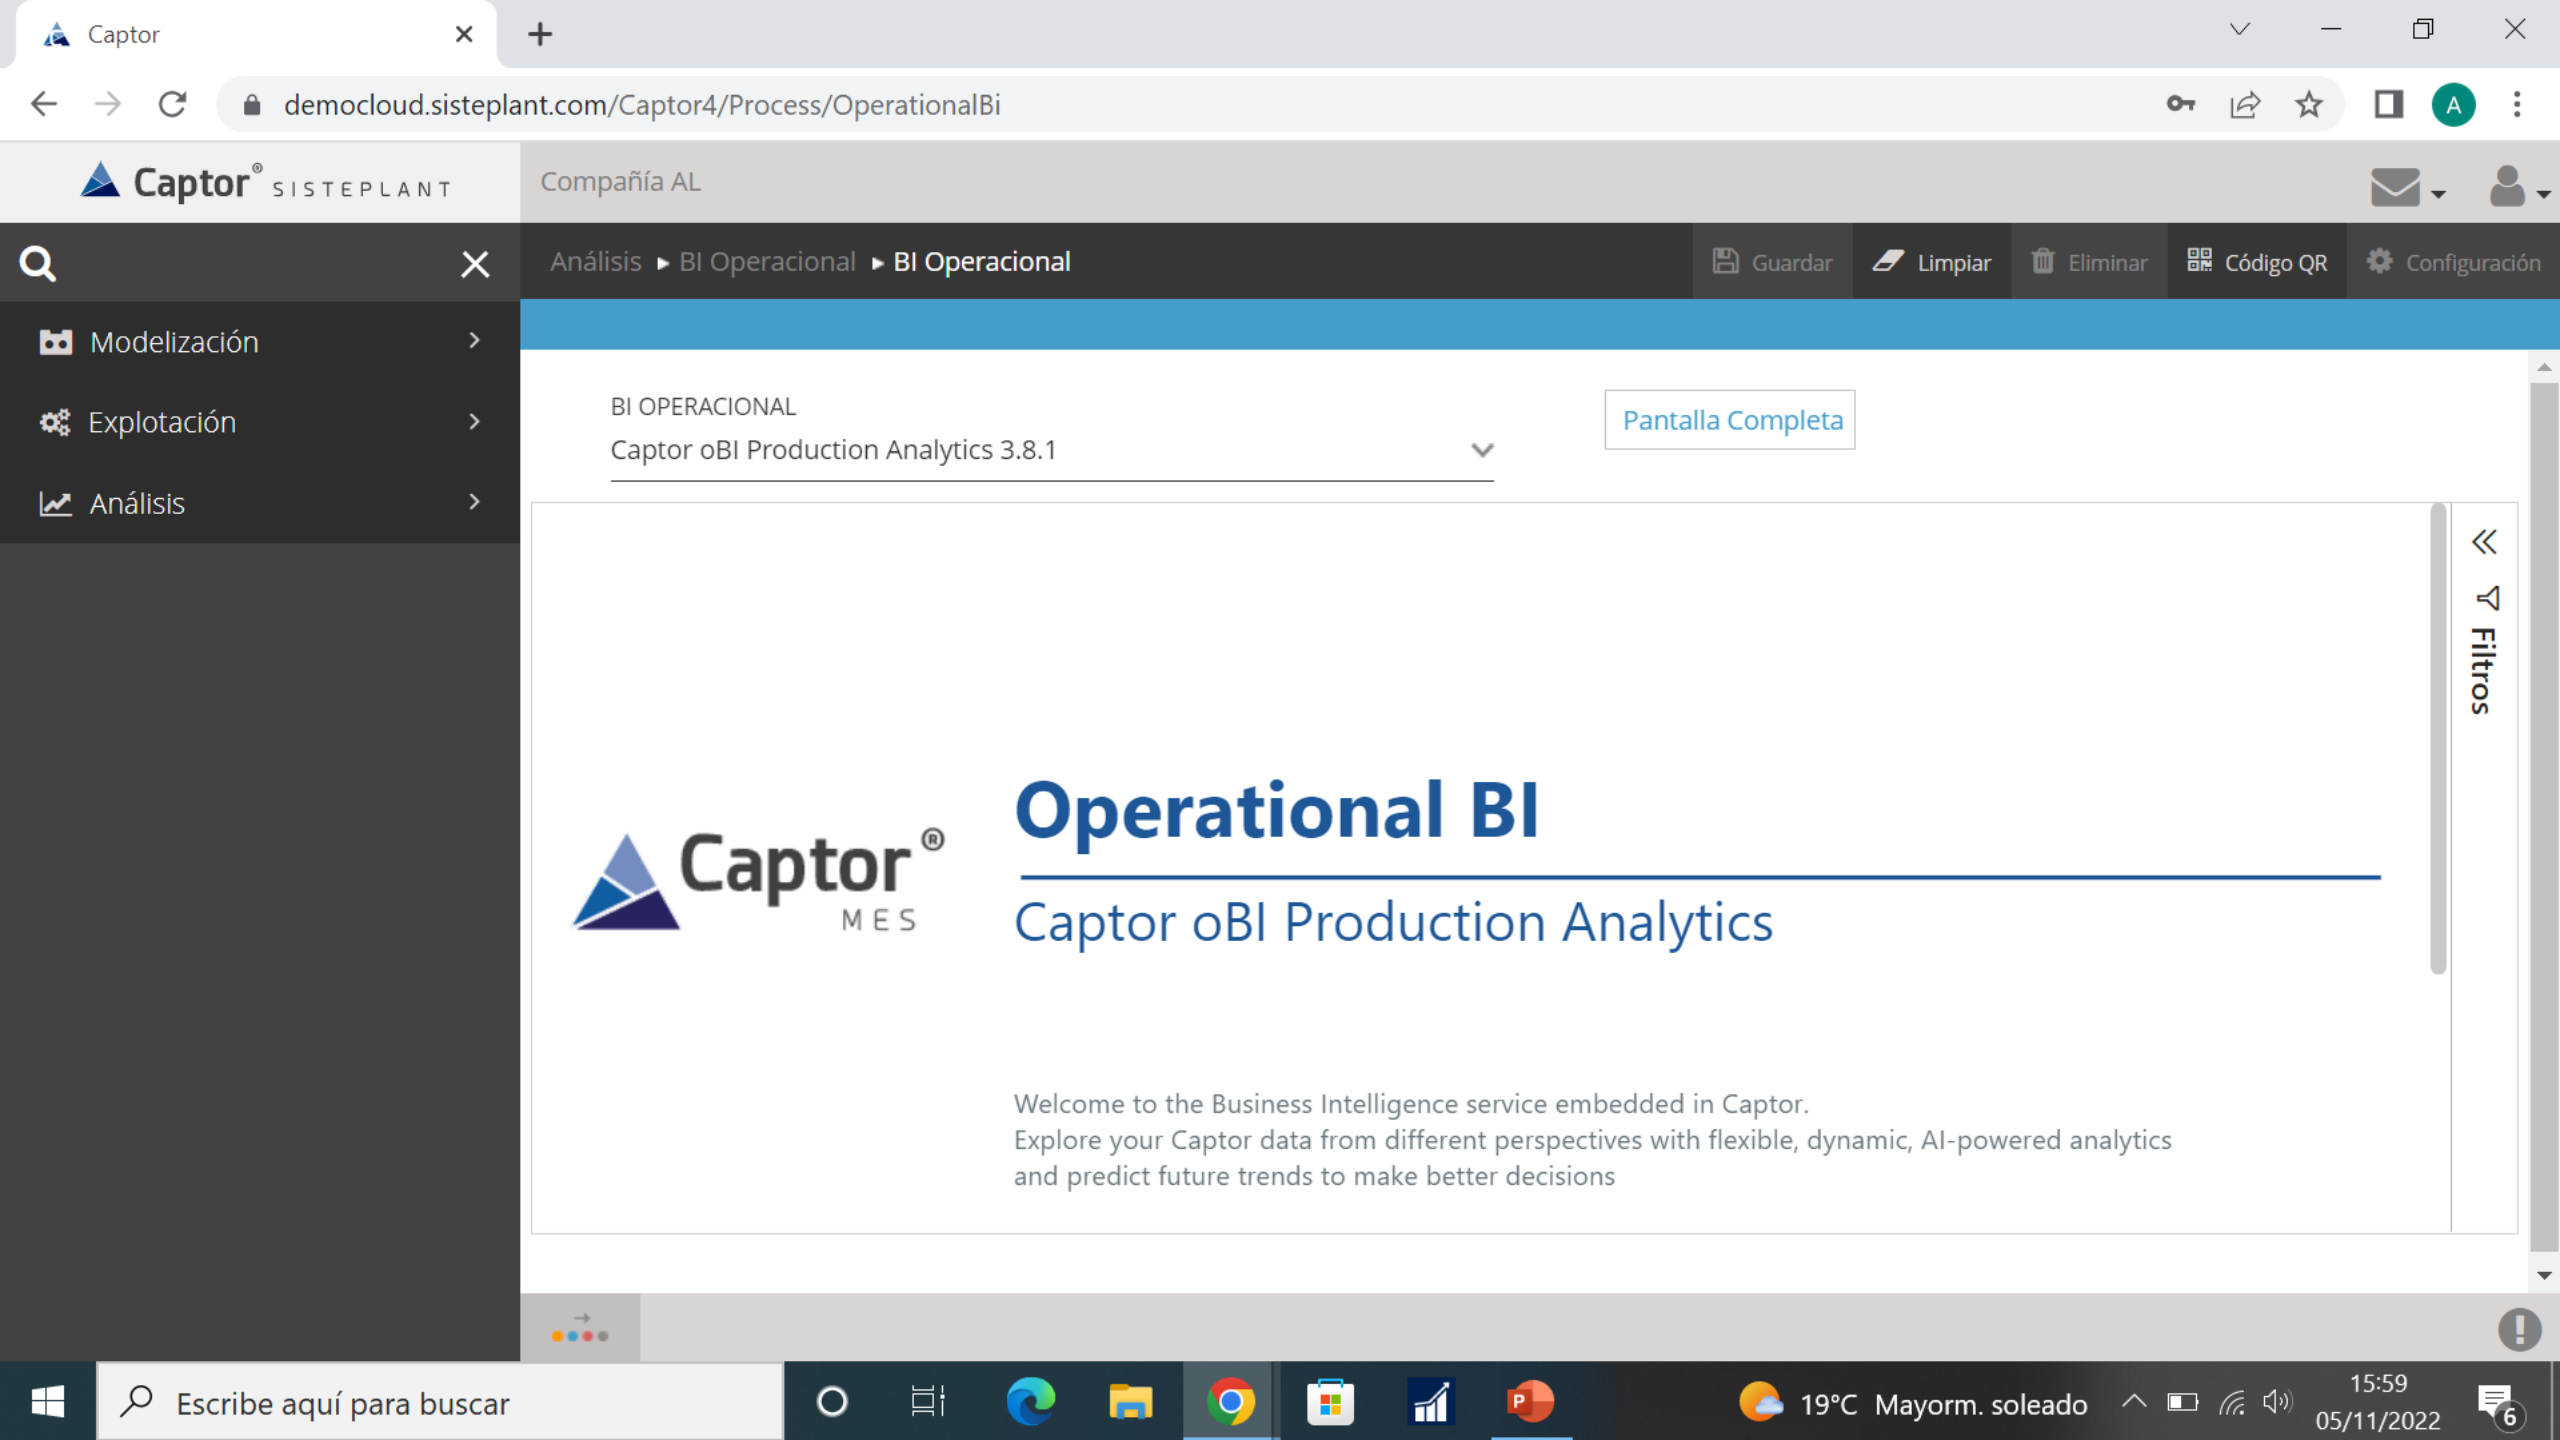 Captor
democloud.sisteplant.com/Captor4/Process/OperationalBi
A
Captor® SISTEPLANT
Compañía AL
Análisis ▸ BI Operacional ▸ BI Operacional
Guardar
Limpiar
Eliminar
Código QR
Configuración
Modelización
Explotación
Análisis
BI OPERACIONAL
Captor oBI Production Analytics 3.8.1
Pantalla Completa
Filtros
Captor®
MES
Operational BI
Captor oBI Production Analytics
Welcome to the Business Intelligence service embedded in Captor.
Explore your Captor data from different perspectives with flexible, dynamic, AI-powered analytics
and predict future trends to make better decisions
Escribe aquí para buscar
P
19°C Mayorm. soleado
15:59
05/11/2022
6